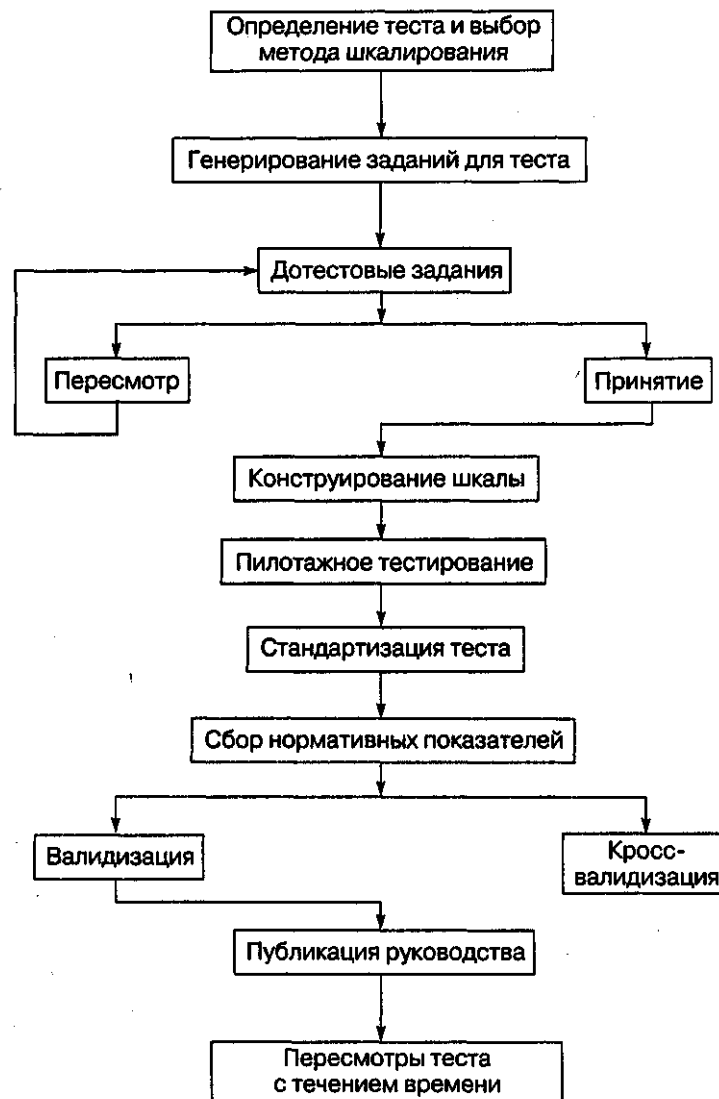 Определение теста и выбор
метода шкалирования
Генерирование заданий для теста
Дотестовые задания
Пересмотр
Принятие
Конструирование шкалы
Пилотажное тестирование
Стандартизация теста
Сбор нормативных показателей
Валидизация
Кросс-
валидизация
Публикация руководства
Пересмотры теста
с течением времени